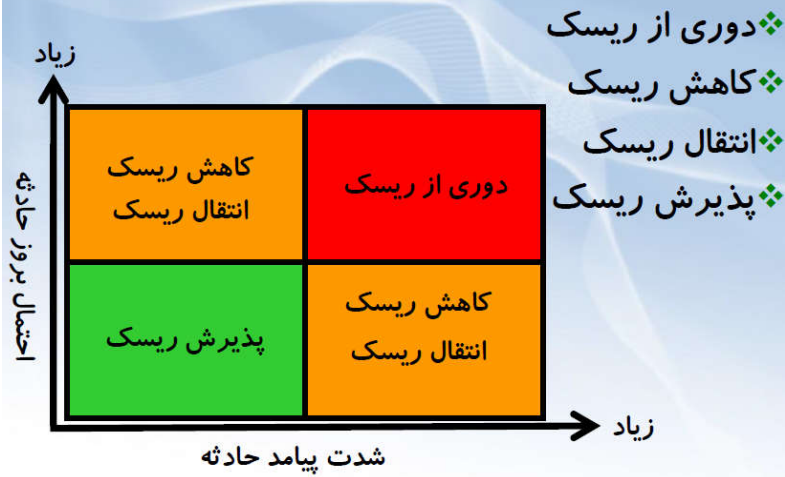 دوری از ریسک
کاهش ریسک
انتقال ریسک
پذیرش ریسک
زیاد
احتمال بروز حادثه
دوری از ریسک
کاهش ریسک
انتقال ریسک
کاهش ریسک
انتقال ریسک
پذیرش ریسک
زیاد
شدت پیامد حادثه